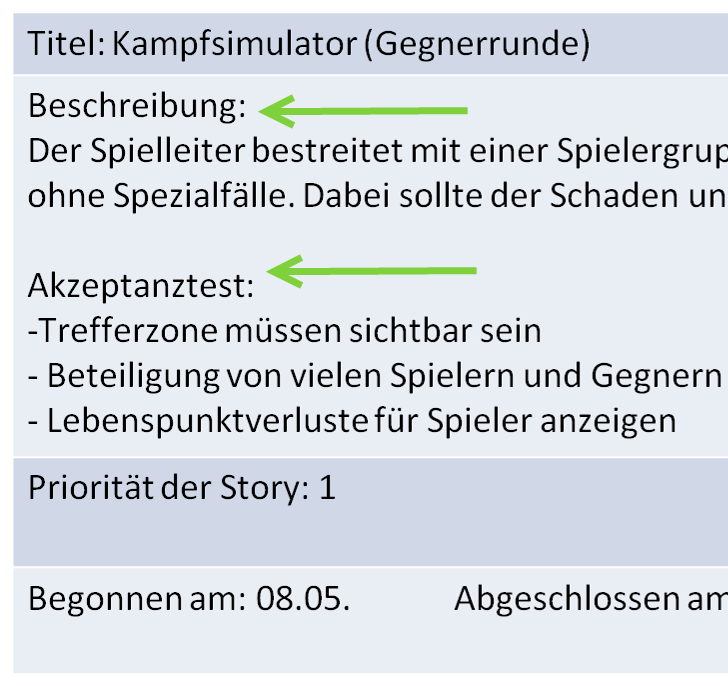 Titel: Kampfsimulator (Gegnerrunde)
Beschreibung:
Der Spielleiter bestreitet mit einer Spielergrup
ohne Spezialfälle. Dabei sollte der Schaden un
Akzeptanztest:
-Trefferzone müssen sichtbar sein
- Beteiligung von vielen Spielern und Gegnern
- Lebenspunktverluste für Spieler anzeigen
Priorität der Story: 1
Begonnen am: 08.05. Abgeschlossen am